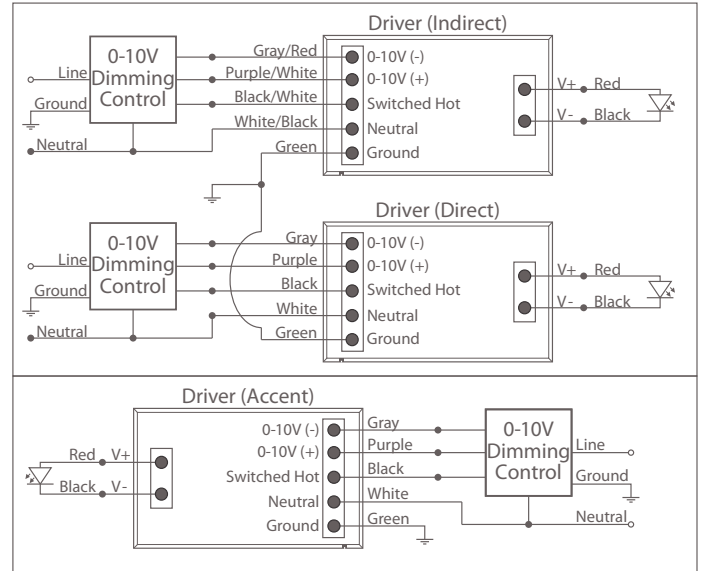 Driver (Indirect)
0-10V
Dimming
Control
Line
Ground
Neutral
Gray/Red
Purple/White
Black/White
White/Black
Green
0-10V (-)
0-10V (+)
Switched Hot
Neutral
Ground
V+ Red
V- Black
Driver (Direct)
0-10V
Dimming
Control
Line
Ground
Neutral
Gray
Purple
Black
White
Green
0-10V (-)
0-10V (+)
Switched Hot
Neutral
Ground
V+ Red
V- Black
Driver (Accent)
Red V+
Black V-
0-10V (-)
0-10V (+)
Switched Hot
Neutral
Ground
Gray
Purple
Black
White
Green
0-10V
Dimming
Control
Line
Ground
Neutral